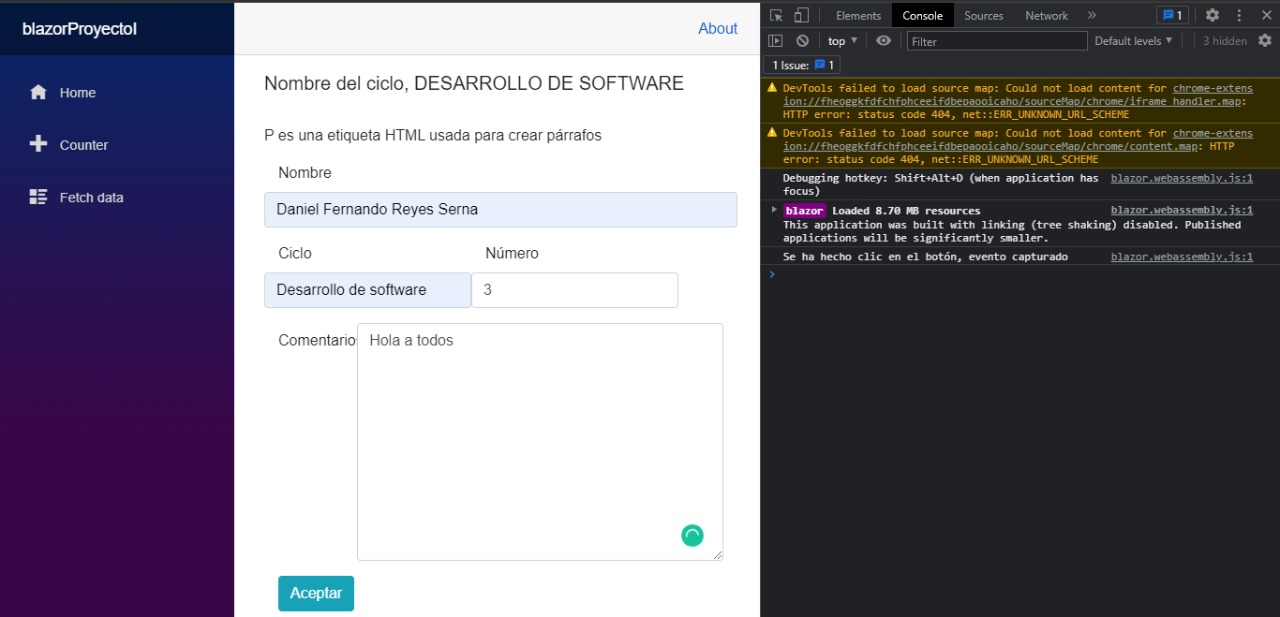 blazorProyectoI
Home
Counter
Fetch data
About
Nombre del ciclo, DESARROLLO DE SOFTWARE
P es una etiqueta HTML usada para crear párrafos
Nombre
Daniel Fernando Reyes Serna
Ciclo Número
Desarrollo de software 3
Comentarios Hola a todos
Aceptar
Elements Console Sources Network » 1
top Filter Default levels 3 hidden
1 Issue: 1
DevTools failed to load source map: Could not load content for chrome-extens
ion://fheoggkfdfchfphceeifdbepaooicaho/sourceMap/chrome/iframe_handler.map:
HTTP error: status code 404, net::ERR_UNKNOWN_URL_SCHEME
DevTools failed to load source map: Could not load content for chrome-extens
ion://fheoggkfdfchfphceeifdbepaooicaho/sourceMap/chrome/content.map: HTTP
error: status code 404, net::ERR_UNKNOWN_URL_SCHEME
Debugging hotkey: Shift+Alt+D (when application has blazor.webassembly.js:1
focus)
blazor Loaded 8.70 MB resources blazor.webassembly.js:1
This application was built with linking (tree shaking) disabled. Published
applications will be significantly smaller.
Se ha hecho clic en el botón, evento capturado blazor.webassembly.js:1